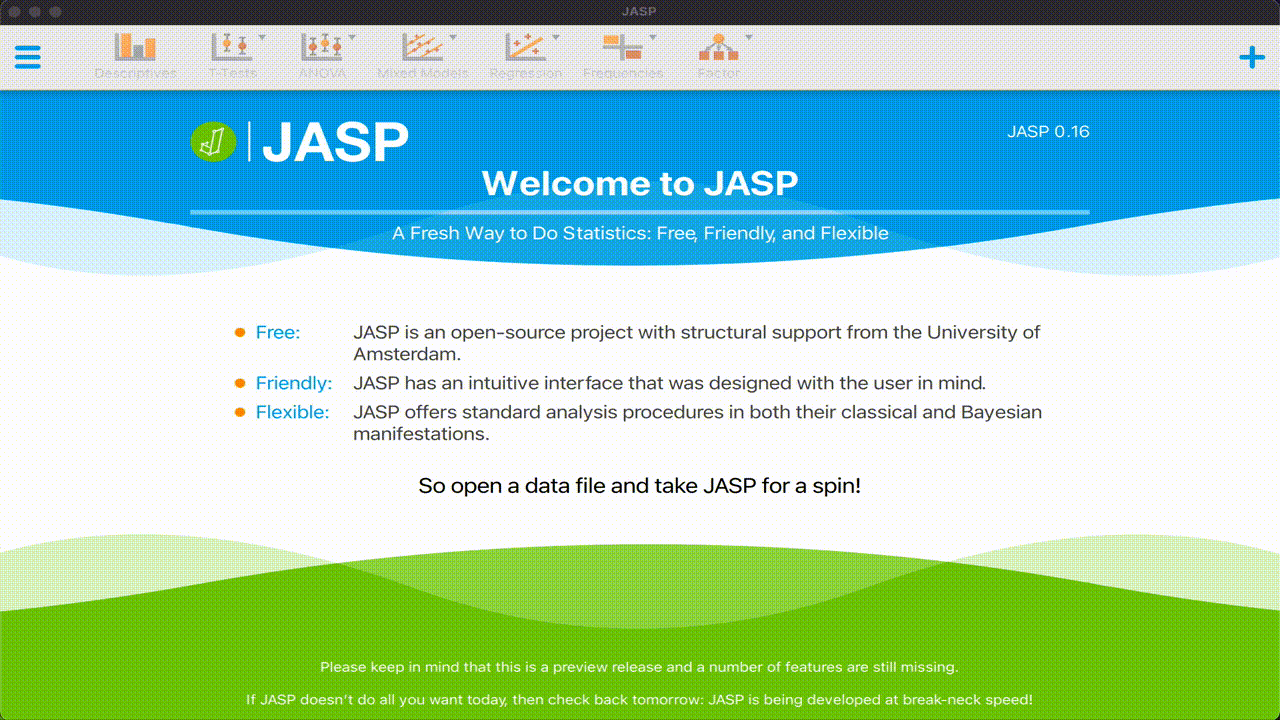 JASP
Descriptives T-Tests ANOVA Mixed Models Regression Frequencies Factor
JASP
JASP 0.16
Welcome to JASP
A Fresh Way to Do Statistics: Free, Friendly, and Flexible
Free: JASP is an open-source project with structural support from the University of
Amsterdam.
Friendly: JASP has an intuitive interface that was designed with the user in mind.
Flexible: JASP offers standard analysis procedures in both their classical and Bayesian
manifestations.
So open a data file and take JASP for a spin!
Please keep in mind that this is a preview release and a number of features are still missing.
If JASP doesn't do all you want today, then check back tomorrow: JASP is being developed at break-neck speed!